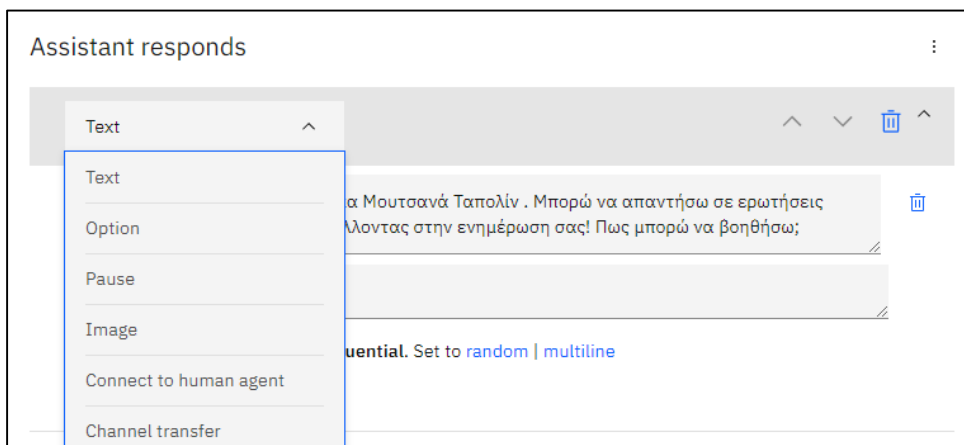 Assistant responds
Text
Text
α Μουτσανά Ταπολίν . Μπορώ να απαντήσω σε ερωτήσεις
Option
λλοντας στην ενημέρωση σας! Πως μπορώ να βοηθήσω;
Pause
Image
uential. Set to random | multiline
Connect to human agent
Channel transfer